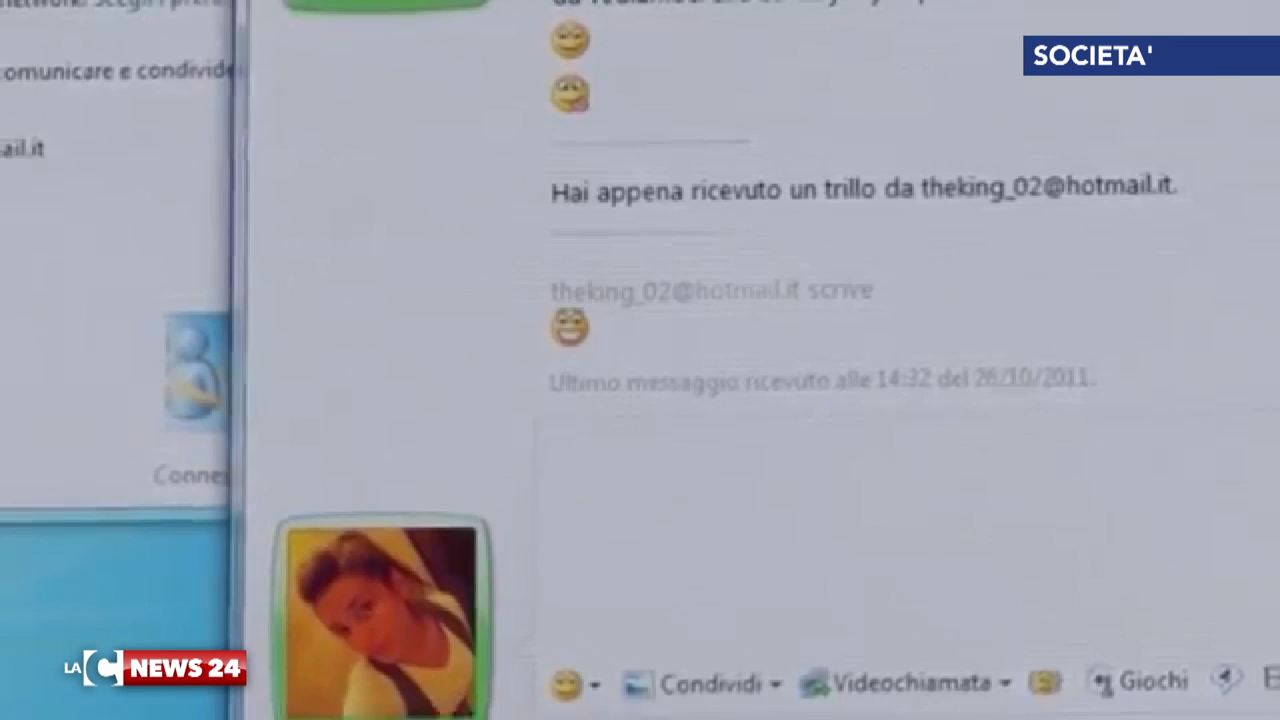 SOCIETA'
omunicare e condivide
ail.it
Hai appena ricevuto un trillo da theking_02@hotmail.it.
theking_02@hotmail.it scrive
Ultimo messaggio ricevuto alle 14:32 del 26/10/2011.
Conne
Condividi
Videochiamata
Giochi
LA C NEWS 24